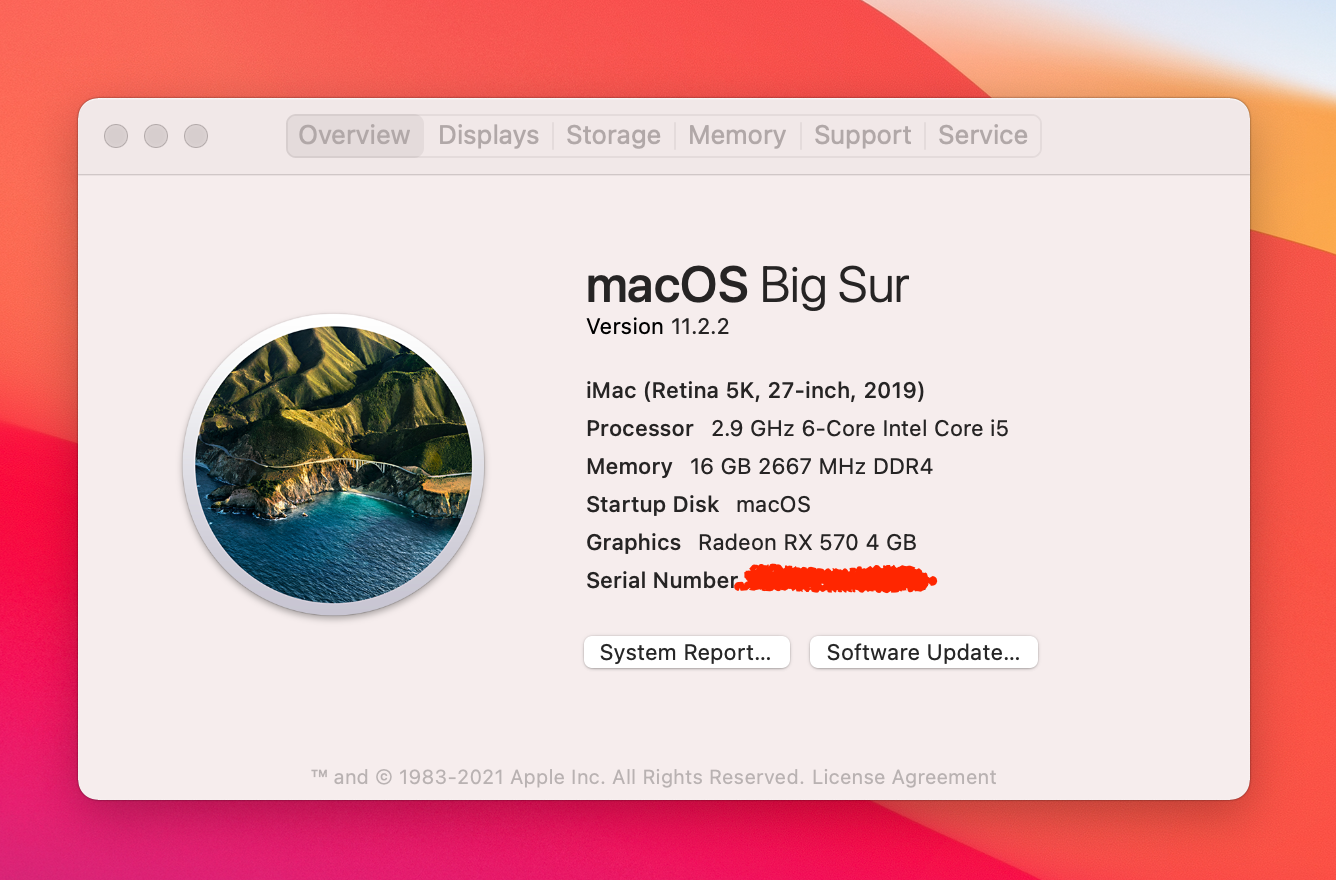 Overview Displays Storage Memory Support Service
macOS Big Sur
Version 11.2.2
iMac (Retina 5K, 27-inch, 2019)
Processor 2.9 GHz 6-Core Intel Core i5
Memory 16 GB 2667 MHz DDR4
Startup Disk macOS
Graphics Radeon RX 570 4 GB
Serial Number
System Report... Software Update...
™ and © 1983-2021 Apple Inc. All Rights Reserved. License Agreement